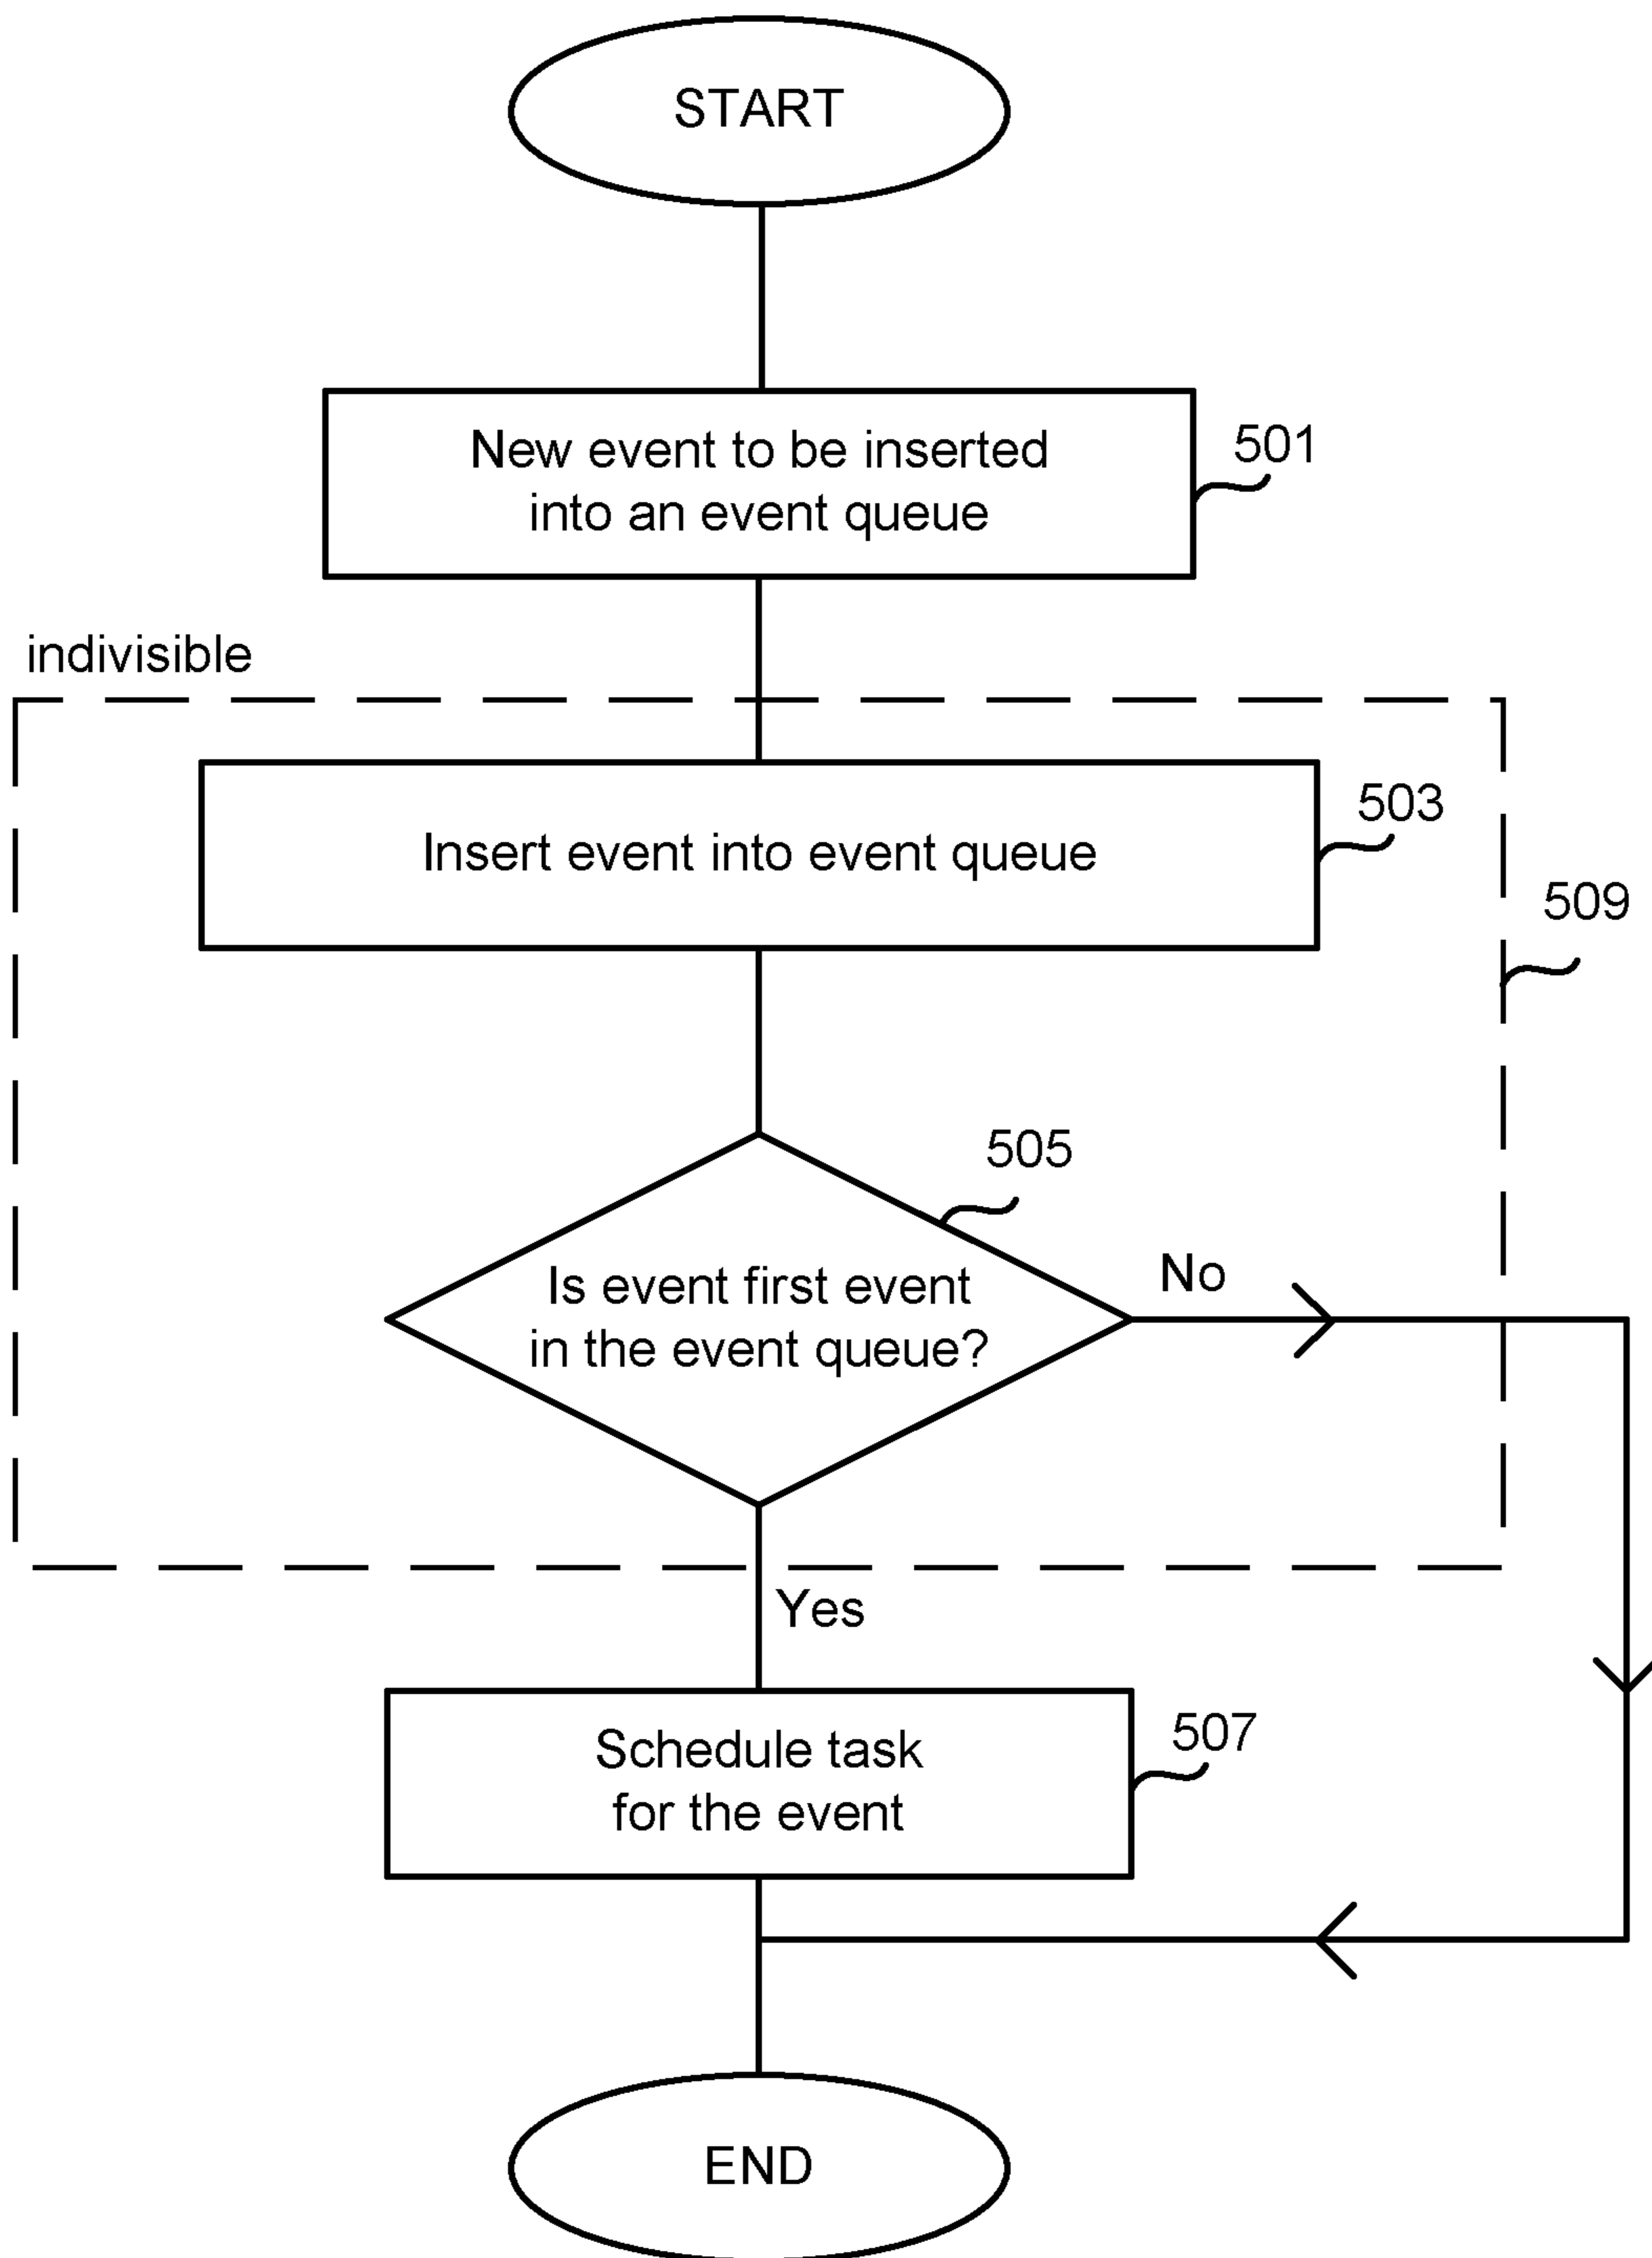 START
New event to be inserted
into an event queue
501
indivisible
Insert event into event queue
503
509
505
Is event first event
in the event queue?
No
Yes
Schedule task
for the event
507
END